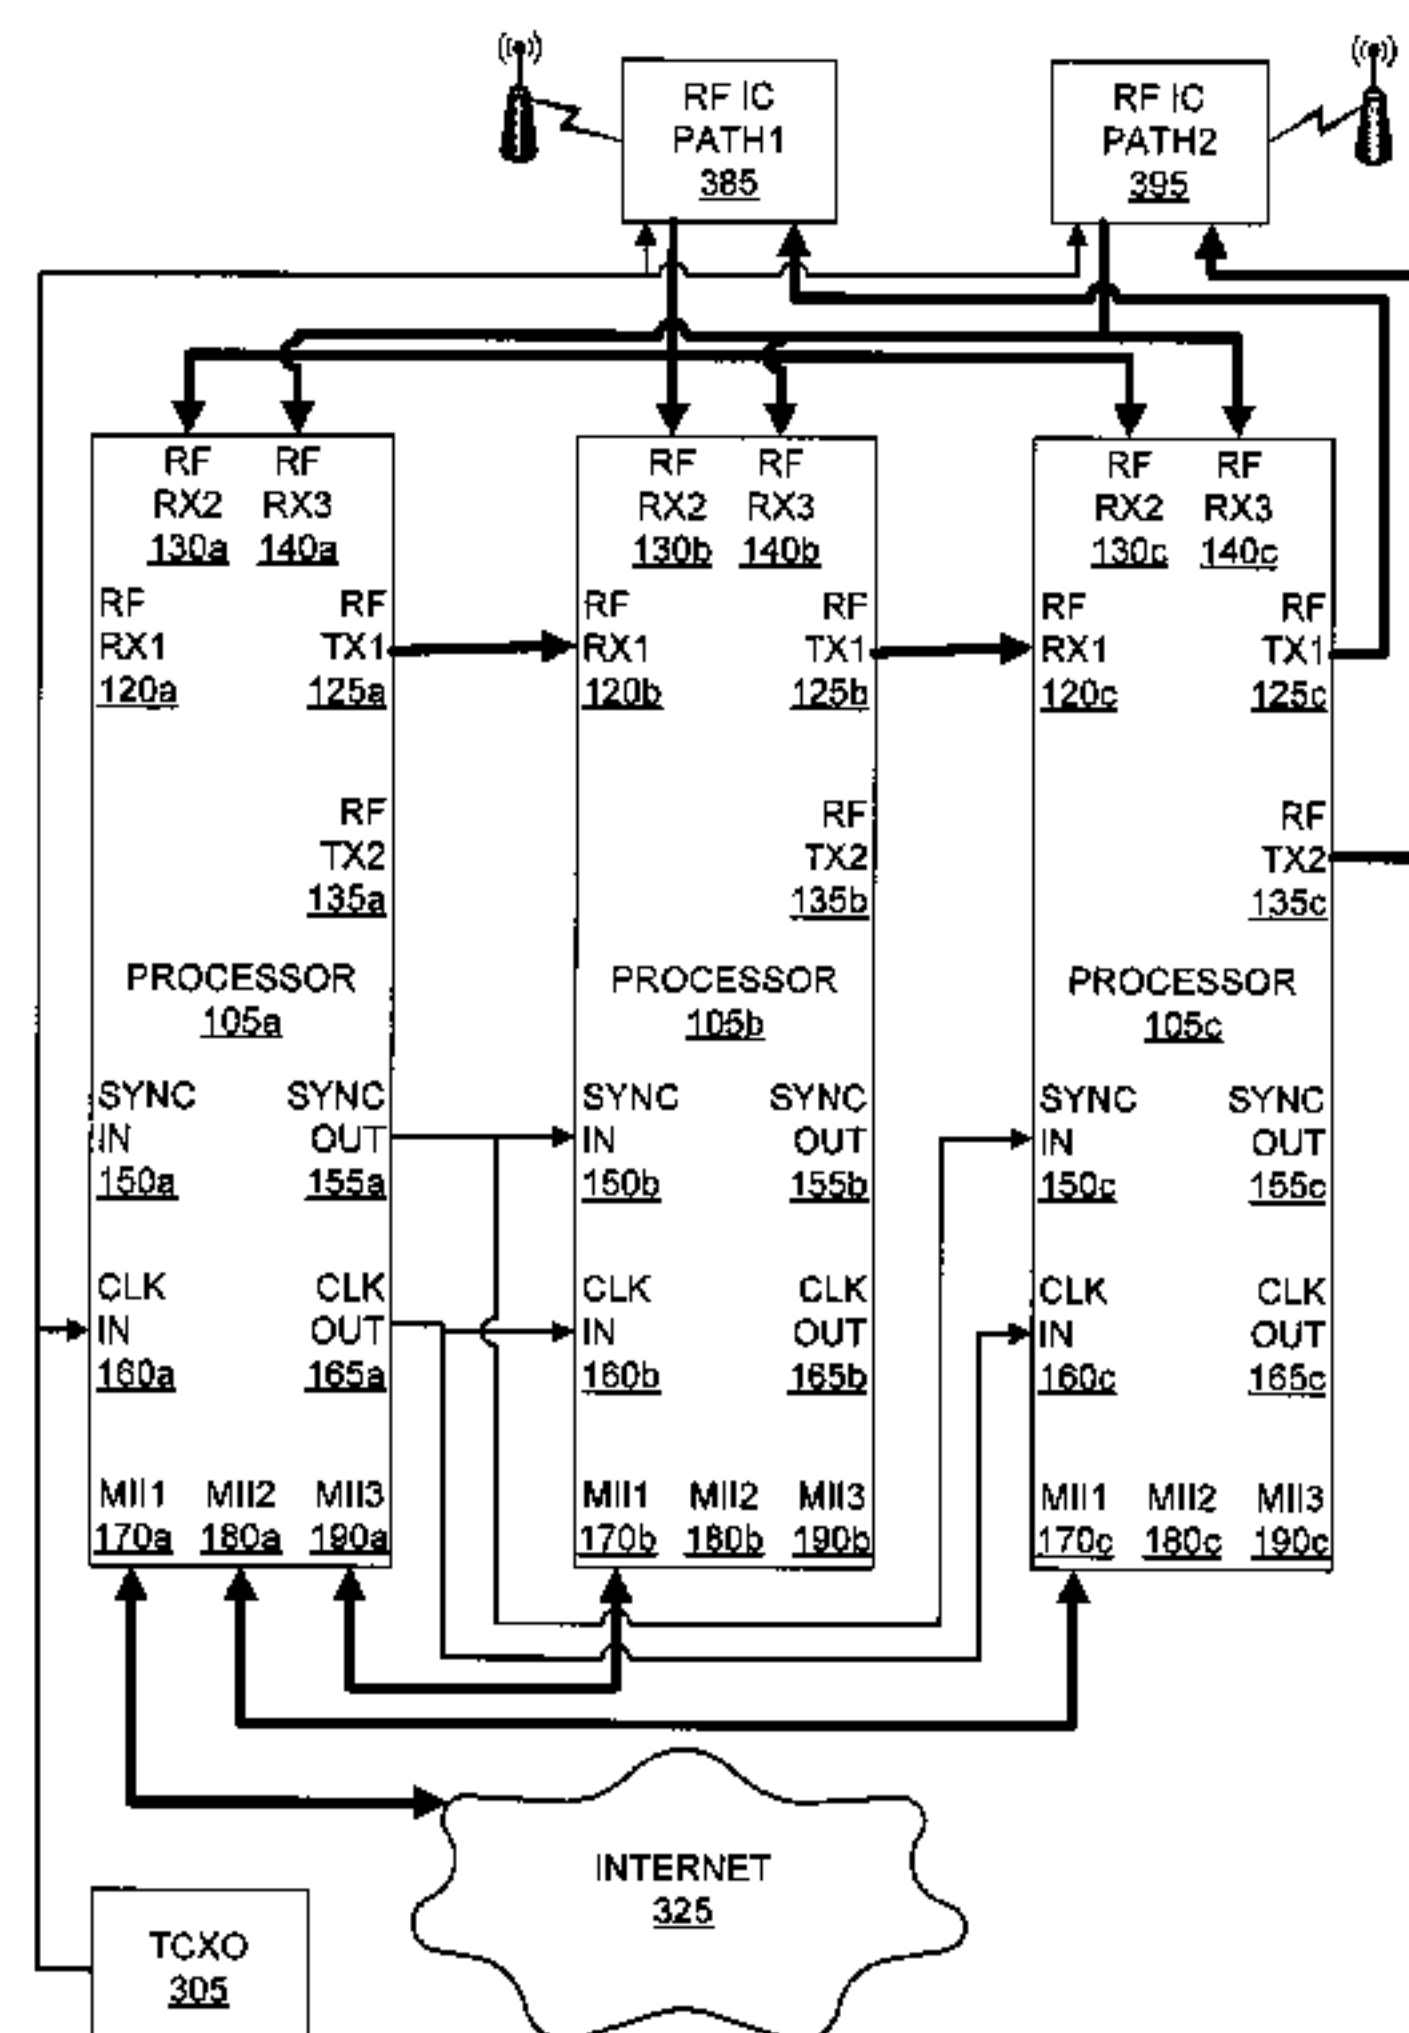 RF IC
PATH1
385
RF IC
PATH2
395
RF
RX2
130a
RF
RX3
140a
RF
RX1
120a
RF
TX1
125a
RF
TX2
135a
PROCESSOR
105a
SYNC
IN
150a
SYNC
OUT
155a
CLK
IN
160a
CLK
OUT
165a
MII1
170a
MII2
180a
MII3
190a
RF
RX2
130b
RF
RX3
140b
RF
RX1
120b
RF
TX1
125b
RF
TX2
135b
PROCESSOR
105b
SYNC
IN
150b
SYNC
OUT
155b
CLK
IN
160b
CLK
OUT
165b
MII1
170b
MII2
180b
MII3
190b
RF
RX2
130c
RF
RX3
140c
RF
RX1
120c
RF
TX1
125c
RF
TX2
135c
PROCESSOR
105c
SYNC
IN
150c
SYNC
OUT
155c
CLK
IN
160c
CLK
OUT
165c
MII1
170c
MII2
180c
MII3
190c
INTERNET
325
TCXO
305